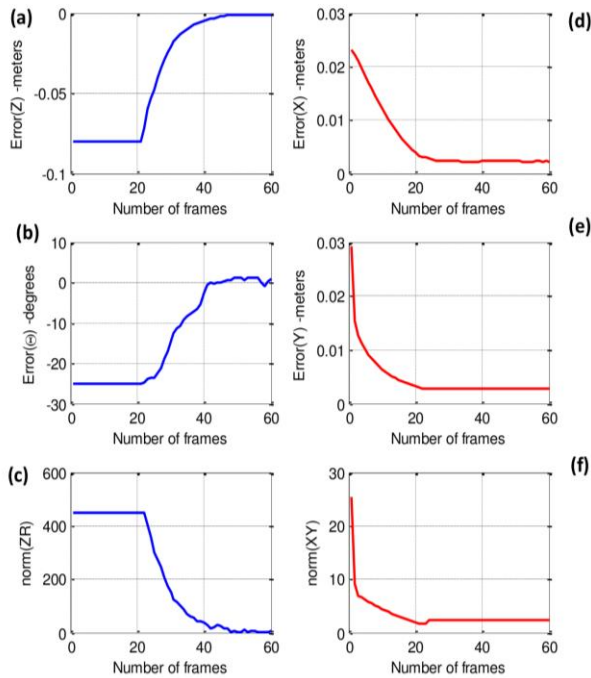 (a)
Error(Z) -meters
0
-0.05
-0.1
0 20 40 60
Number of frames
(d)
Error(X) -meters
0.03
0.02
0.01
0
0 20 40 60
Number of frames
(b)
Error(Θ) -degrees
10
0
-10
-20
-30
0 20 40 60
Number of frames
(e)
Error(Y) -meters
0.03
0.02
0.01
0
0 20 40 60
Number of frames
(c)
norm(ZR)
600
400
200
0
0 20 40 60
Number of frames
(f)
norm(XY)
30
20
10
0
0 20 40 60
Number of frames